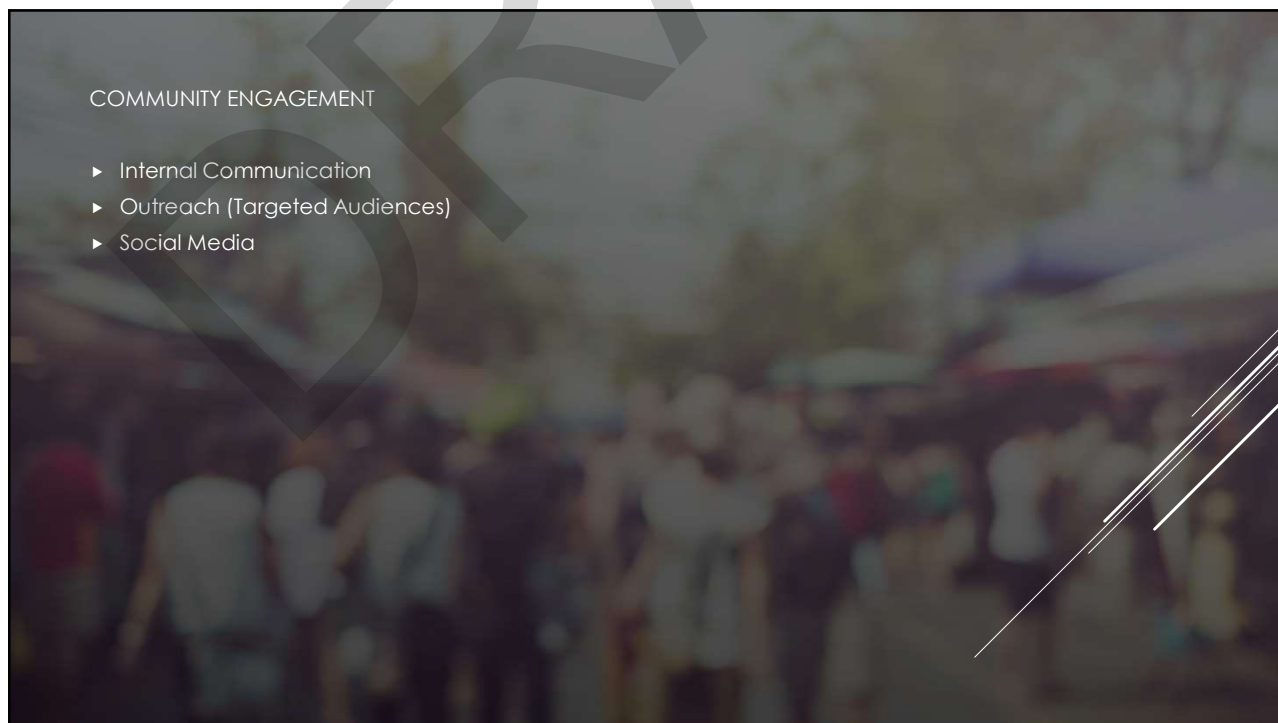 COMMUNITY ENGAGEMENT
▶ Internal Communication
▶ Outreach (Targeted Audiences)
▶ Social Media